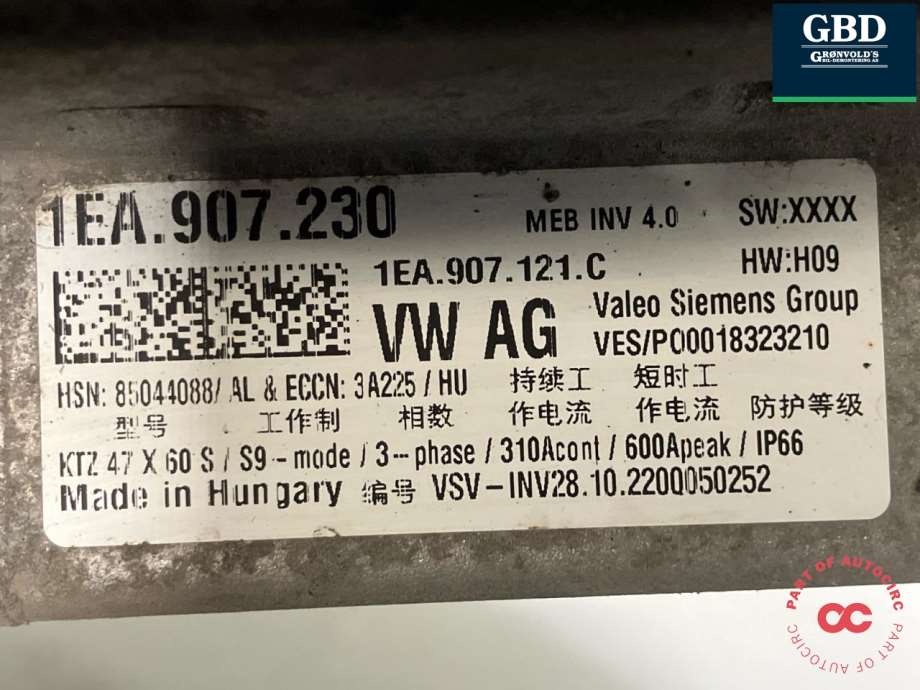 GBD
GRØNVOLD'S
BIL-DEMONTERING AS
1EA.907.230
MEB INV 4.0
SW:XXXX
1EA.907.121.C
HW:H09
VW AG
Valeo Siemens Group
VES/P00018323210
HSN: 85044088/ AL & ECCN: 3A225 / HU
持续工 短时工
型号 工作制 相数 作电流 作电流 防护等级
KTZ 47 X 60 S / S9-mode / 3-phase / 310Acont / 600Apeak / IP66
Made in Hungary 编号 VSV-INV28.10.2200050252
PART OF AUTOCIRC
PART OF AUTOCIRC